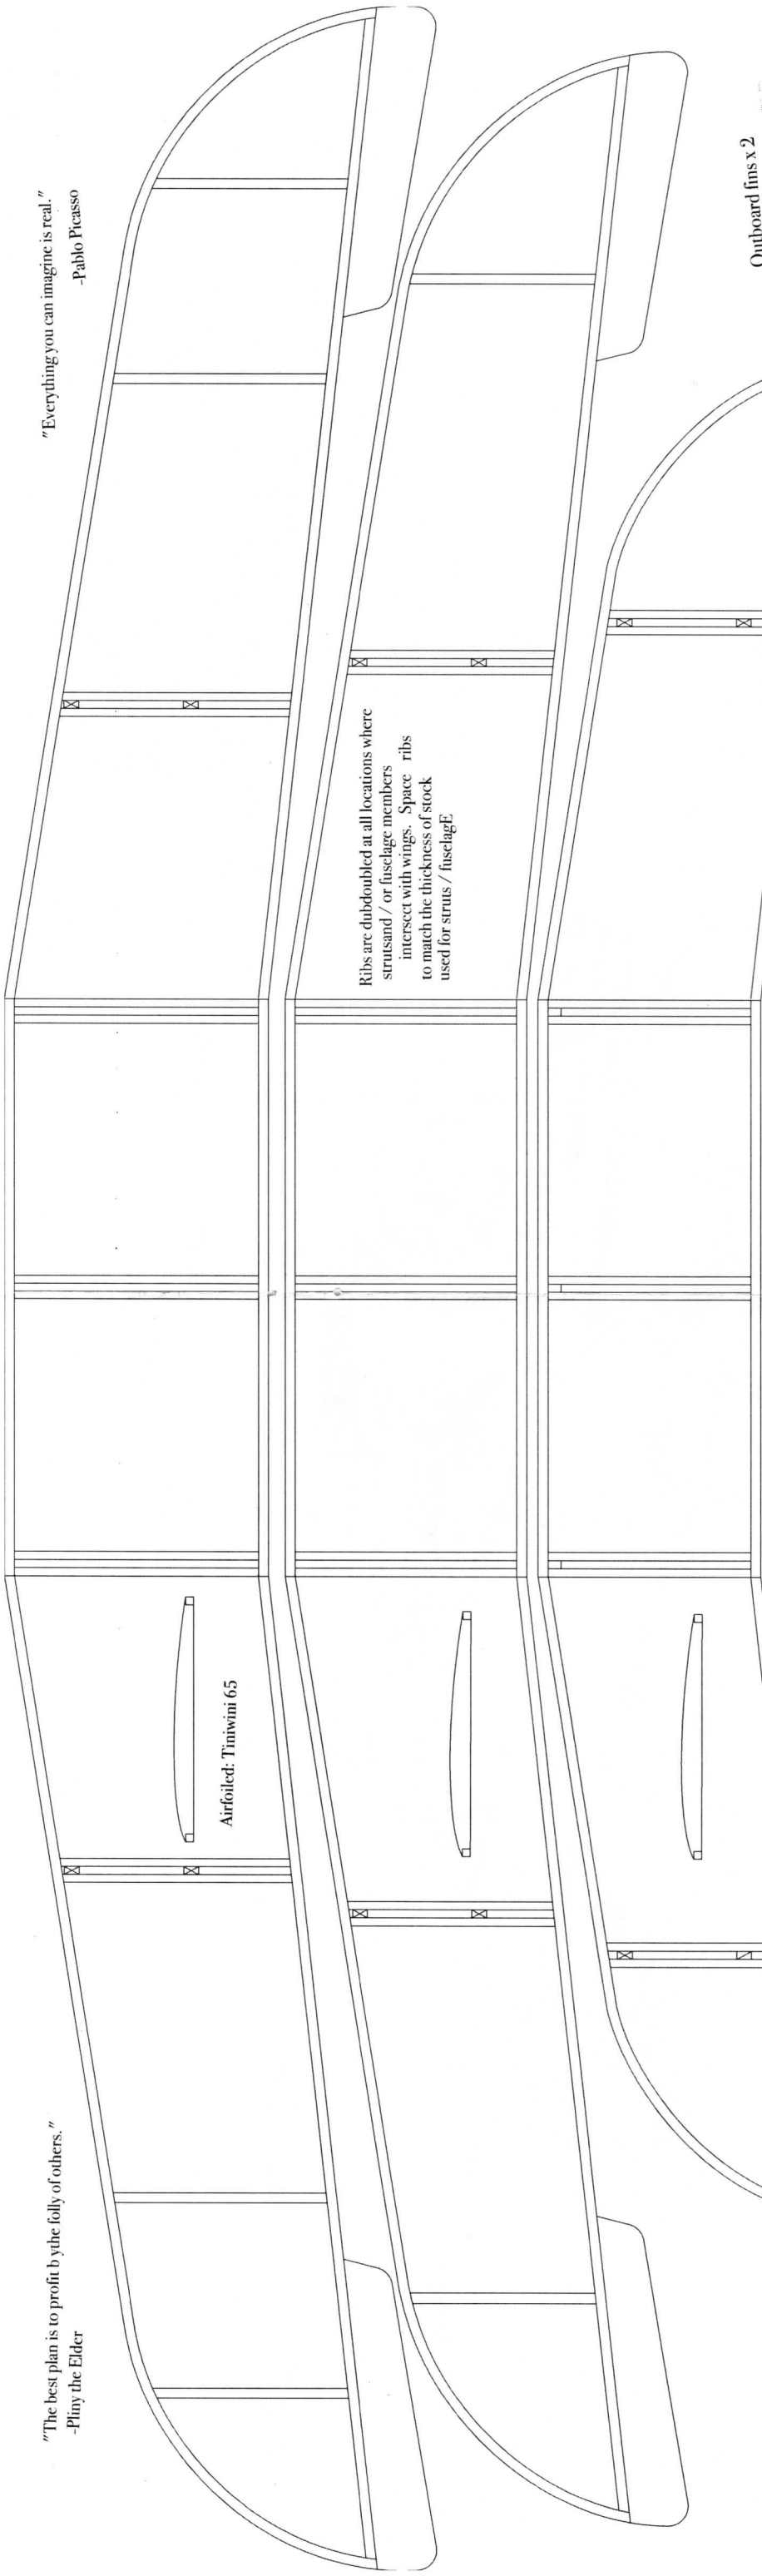 "The best plan is to profit b ythe folly of others."
-Pliny the Elder
"Everything you can imagine is real."
-Pablo Picasso
Airfoiled: Tiniwini 65
Ribs are dubdoubled at all locations where
strutsand / or fuselage members
intersect with wings. Space ribs
to match the thickness of stock
used for struts / fuselagE
Outboard fins x 2